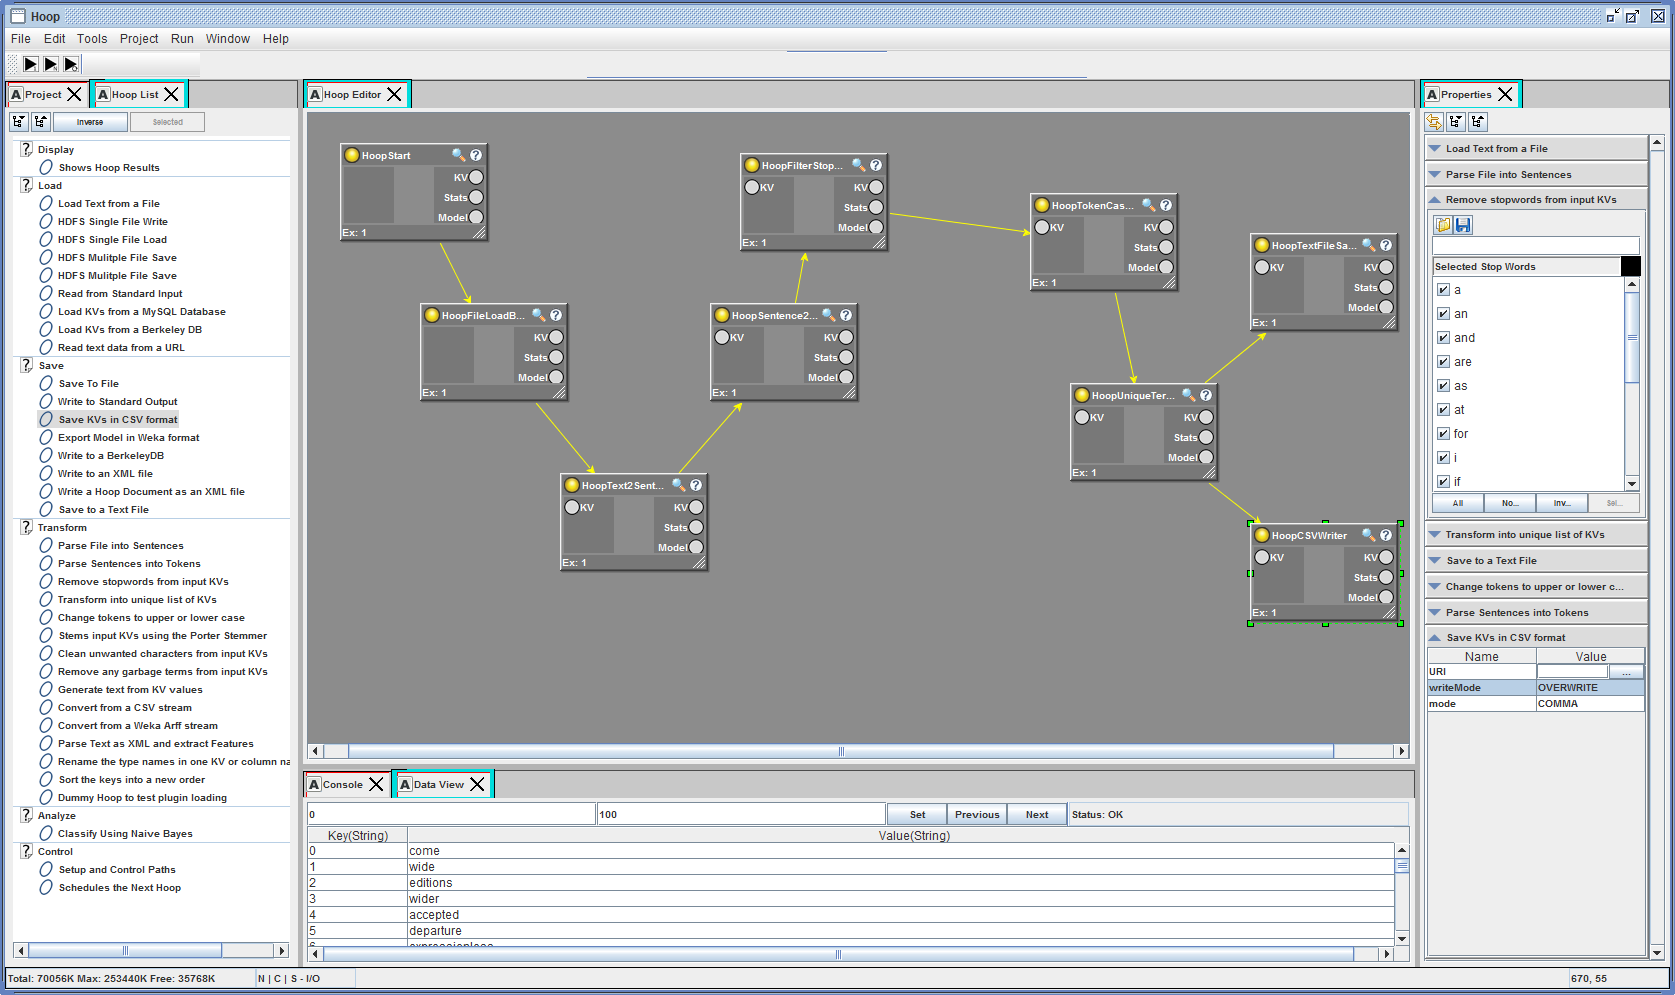 Hoop
File Edit Tools Project Run Window Help
A Project
A Hoop List
Inverse
Selected
Display
Shows Hoop Results
Load
Load Text from a File
HDFS Single File Write
HDFS Single File Load
HDFS Mulitple File Save
HDFS Mulitple File Save
Read from Standard Input
Load KVs from a MySQL Database
Load KVs from a Berkeley DB
Read text data from a URL
Save
Save To File
Write to Standard Output
Save KVs in CSV format
Export Model in Weka format
Write to a BerkeleyDB
Write to an XML file
Write a Hoop Document as an XML file
Save to a Text File
Transform
Parse File into Sentences
Parse Sentences into Tokens
Remove stopwords from input KVs
Transform into unique list of KVs
Change tokens to upper or lower case
Stems input KVs using the Porter Stemmer
Clean unwanted characters from input KVs
Remove any garbage terms from input KVs
Generate text from KV values
Convert from a CSV stream
Convert from a Weka Arff stream
Parse Text as XML and extract Features
Rename the type names in one KV or column na
Sort the keys into a new order
Dummy Hoop to test plugin loading
Analyze
Classify Using Naive Bayes
Control
Setup and Control Paths
Schedules the Next Hoop
A Hoop Editor
HoopStart
KV
Stats
Model
Ex: 1
HoopFileLoadB...
KV
Stats
Model
Ex: 1
HoopText2Sent...
KV KV
Stats
Model
Ex: 1
HoopSentence2...
KV KV
Stats
Model
Ex: 1
HoopFilterStop...
KV KV
Stats
Model
Ex: 1
HoopTokenCas...
KV KV
Stats
Model
Ex: 1
HoopUniqueTer...
KV KV
Stats
Model
Ex: 1
HoopTextFileSa...
KV KV
Stats
Model
Ex: 1
HoopCSVWriter
KV KV
Stats
Model
Ex: 1
A Console
A Data View
0
100
Set
Previous
Next
Status: OK
Key(String) Value(String)
0 come
1 wide
2 editions
3 wider
4 accepted
5 departure
A Properties
Load Text from a File
Parse File into Sentences
Remove stopwords from input KVs
Selected Stop Words
a
an
and
are
as
at
for
i
if
All No... Inv... Sel...
Transform into unique list of KVs
Save to a Text File
Change tokens to upper or lower c...
Parse Sentences into Tokens
Save KVs in CSV format
Name Value
URI ...
writeMode OVERWRITE
mode COMMA
Total: 70056K Max: 253440K Free: 35768K
N | C | S - I/O
670, 55